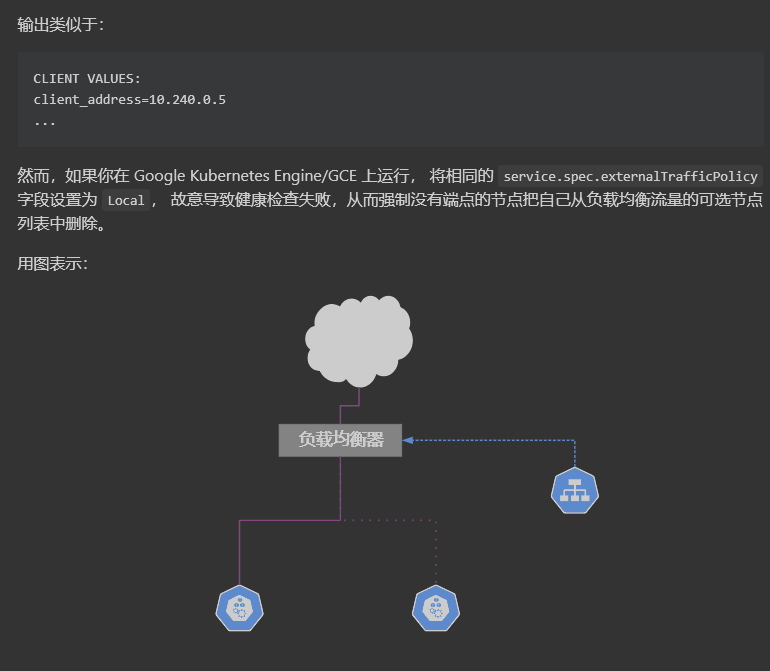 输出类似于：
CLIENT VALUES:
client_address=10.240.0.5
...
然而，如果你在 Google Kubernetes Engine/GCE 上运行， 将相同的 service.spec.externalTrafficPolicy
字段设置为 Local ， 故意导致健康检查失败，从而强制没有端点的节点把自己从负载均衡流量的可选节点
列表中删除。
用图表示：
负载均衡器